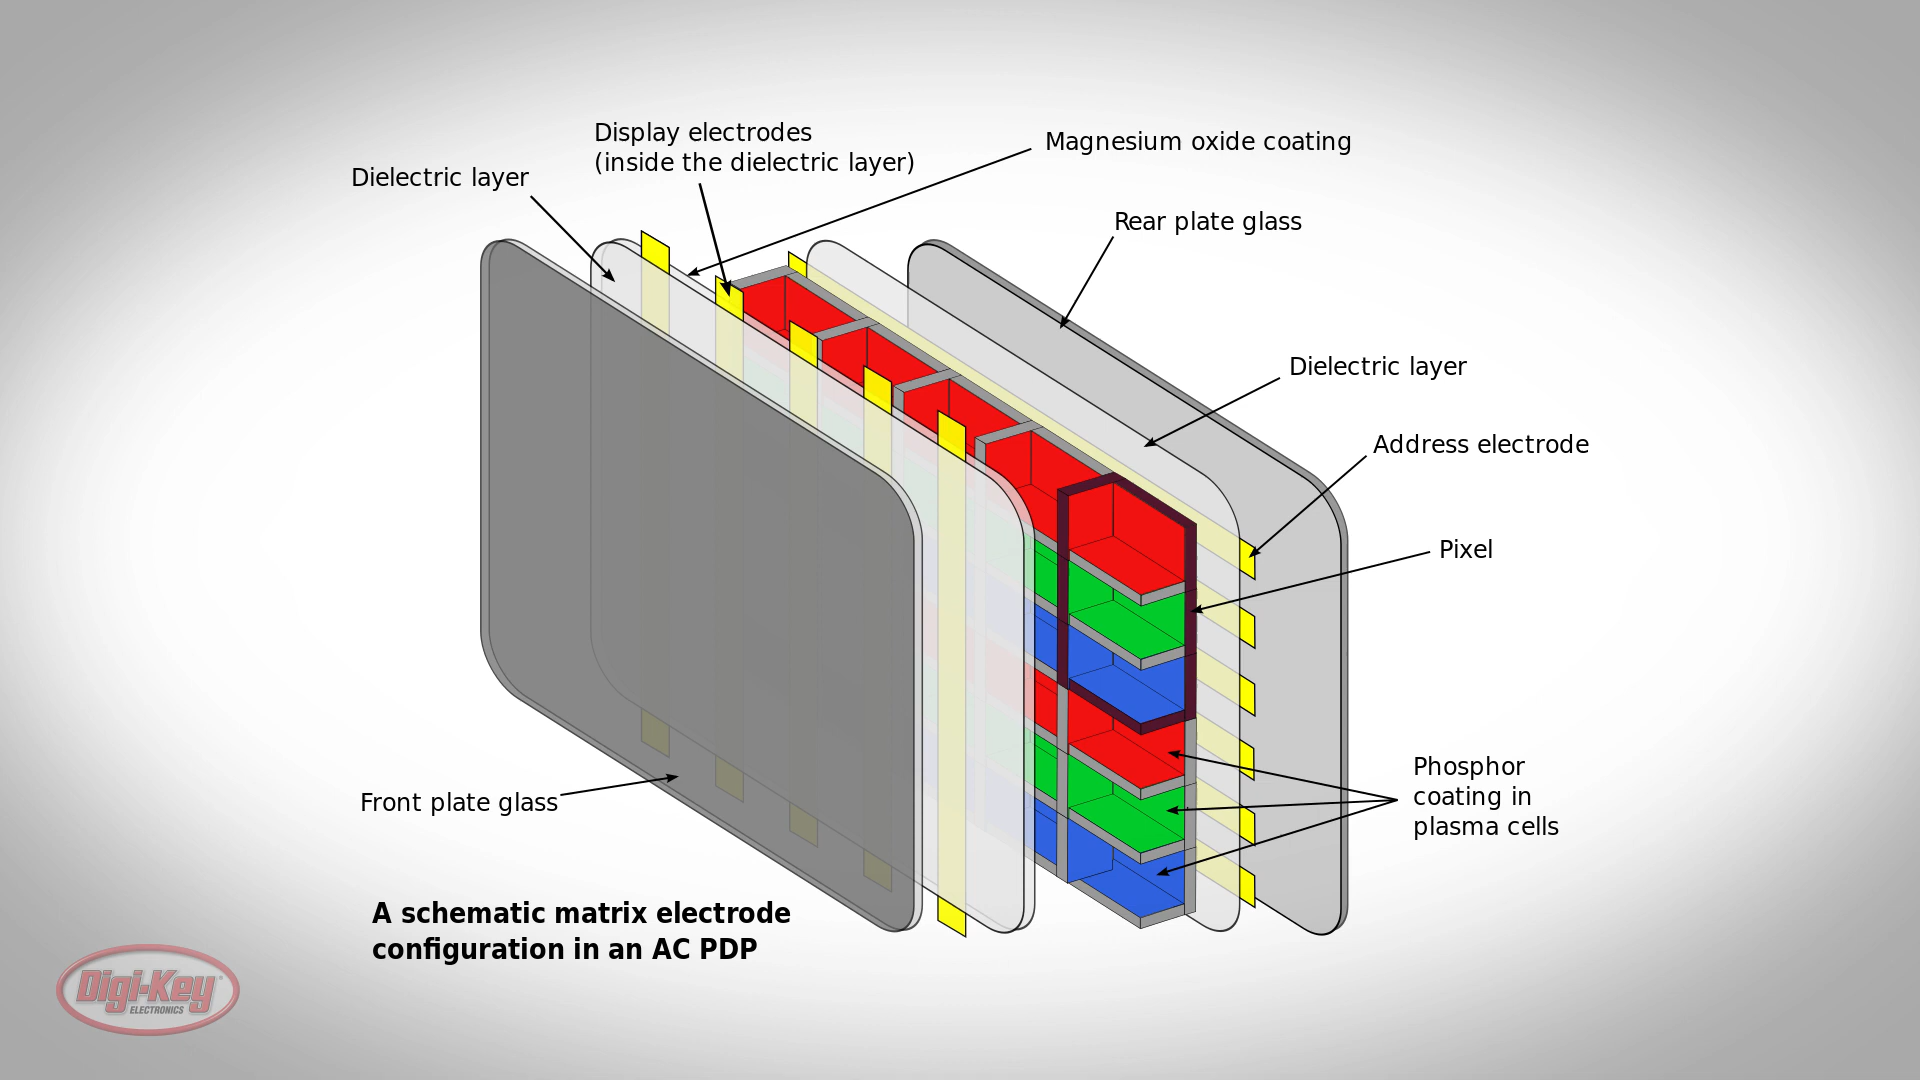 Display electrodes
(inside the dielectric layer)
Magnesium oxide coating
Dielectric layer
Rear plate glass
Dielectric layer
Address electrode
Pixel
Phosphor
coating in
plasma cells
Front plate glass
A schematic matrix electrode
configuration in an AC PDP
Digi-Key
ELECTRONICS